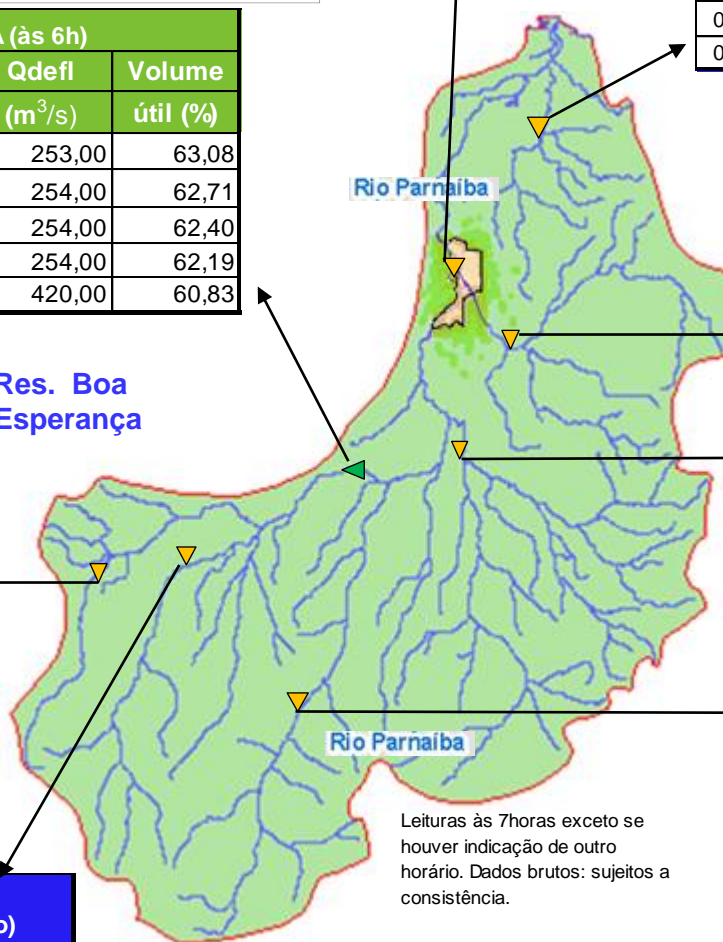 A (às 6h)
Qdefl Volume
(m³/s) útil (%)
253,00 63,08
254,00 62,71
254,00 62,40
254,00 62,19
420,00 60,83
0
0
Rio Parnaíba
Res. Boa
Esperança
Rio Parnaíba
Leituras às 7horas exceto se
houver indicação de outro
horário. Dados brutos: sujeitos a
consistência.
o)